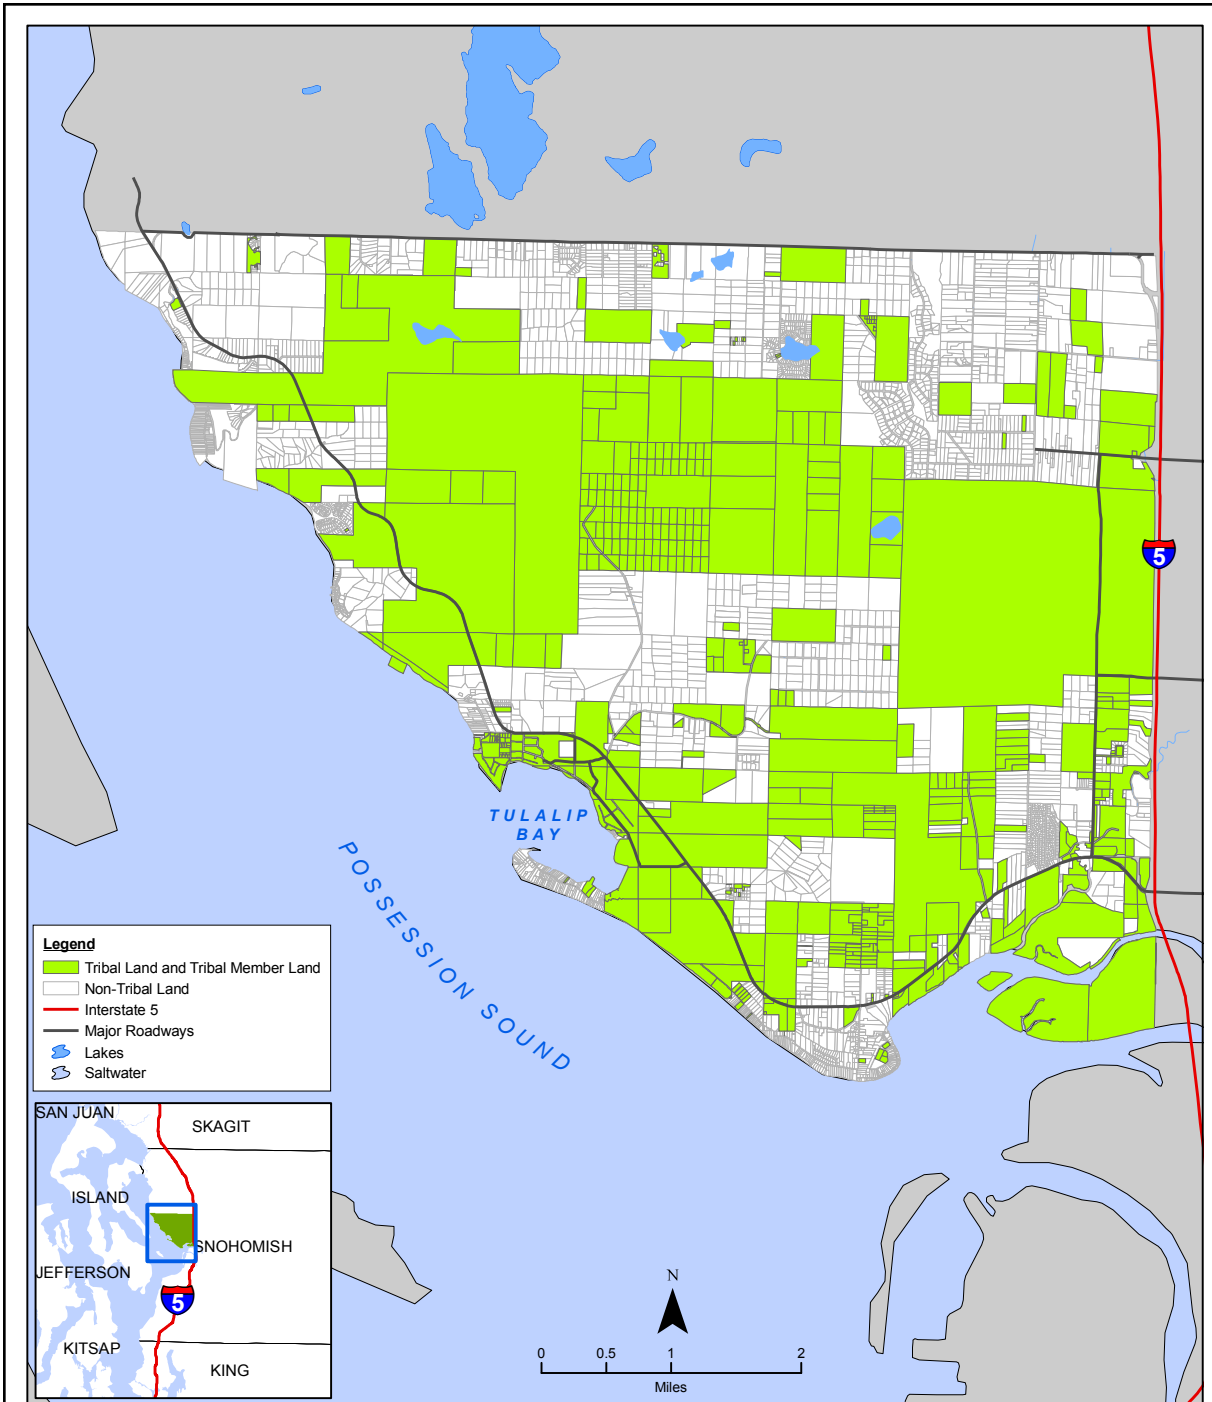 5
TULALIP
BAY
POSSESSION SOUND
Legend
Tribal Land and Tribal Member Land
Non-Tribal Land
Interstate 5
Major Roadways
Lakes
Saltwater
SAN JUAN
SKAGIT
ISLAND
SNOHOMISH
JEFFERSON
5
KITSAP
KING
N
0 0.5 1 2
Miles